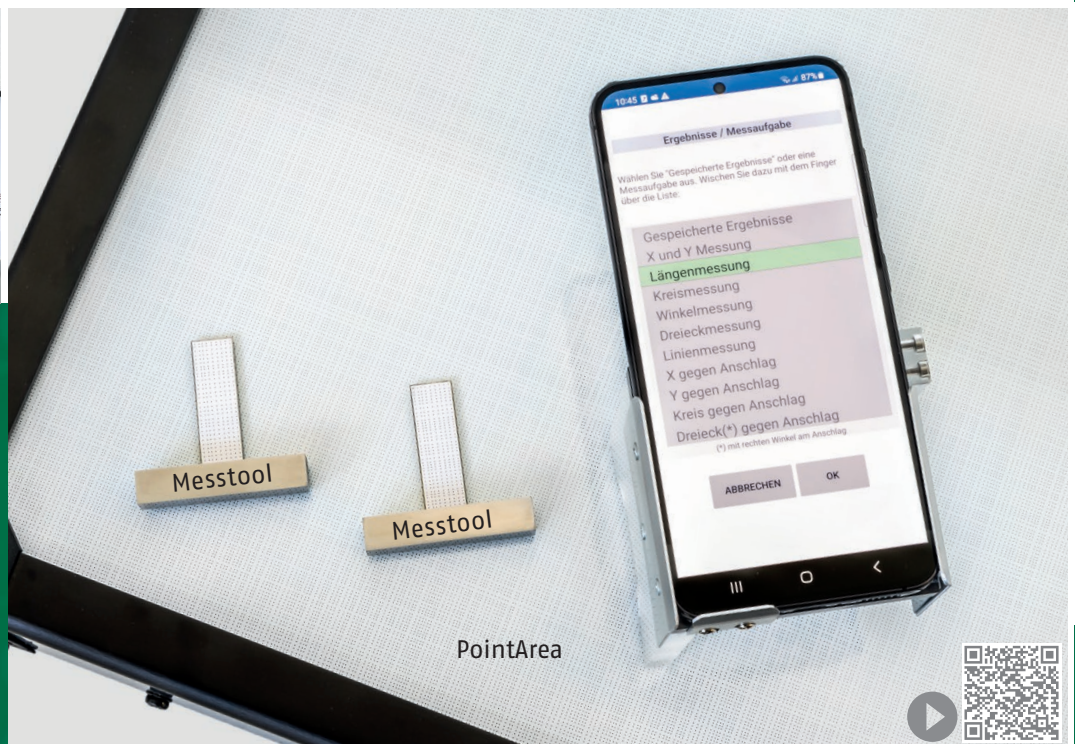 10:45
87%
Ergebnisse / Messaufgabe
Wählen Sie "Gespeicherte Ergebnisse" oder eine
Messaufgabe aus. Wischen Sie dazu mit dem Finger
über die Liste:
Gespeicherte Ergebnisse
X und Y Messung
Längenmessung
Kreismessung
Winkelmessung
Dreieckmessung
Linienmessung
X gegen Anschlag
Y gegen Anschlag
Kreis gegen Anschlag
Dreieck(*) gegen Anschlag
(*) mit rechten Winkel am Anschlag
ABBRECHEN
OK
Messtool
Messtool
PointArea